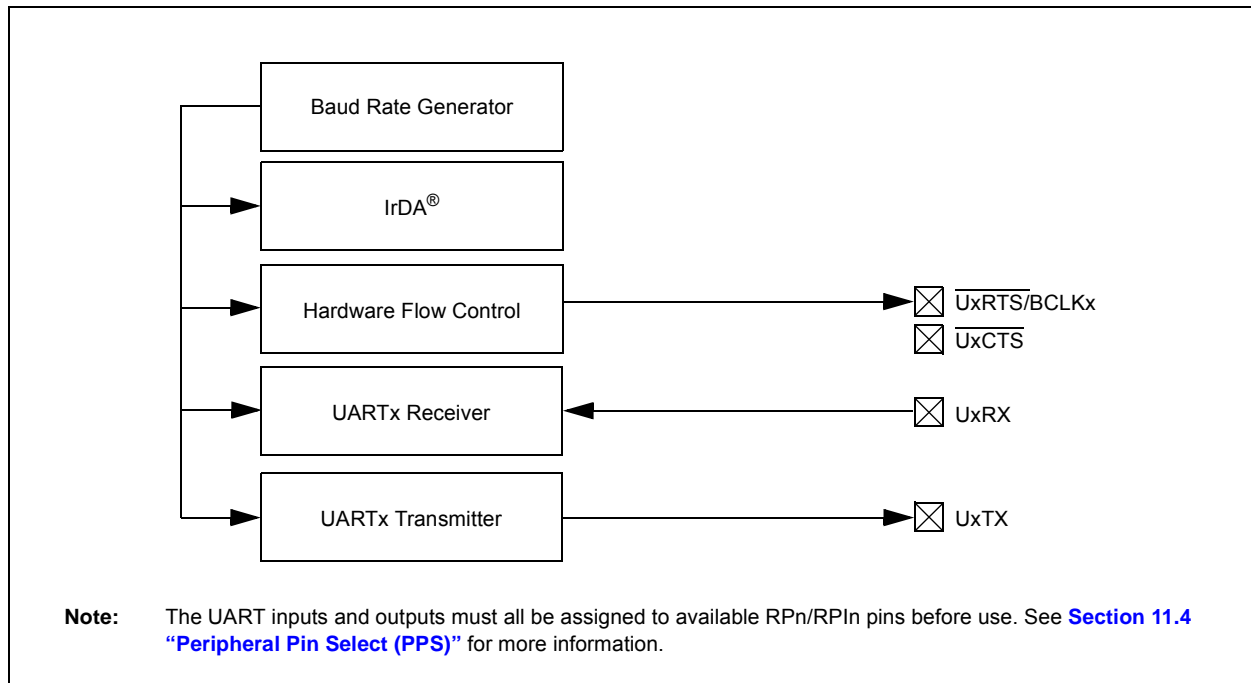 Baud Rate Generator
IrDA®
Hardware Flow Control
UxRTS/BCLKx
UxCTS
UARTx Receiver
UxRX
UARTx Transmitter
UxTX
Note: The UART inputs and outputs must all be assigned to available RPn/RPIn pins before use. See Section 11.4
“Peripheral Pin Select (PPS)” for more information.